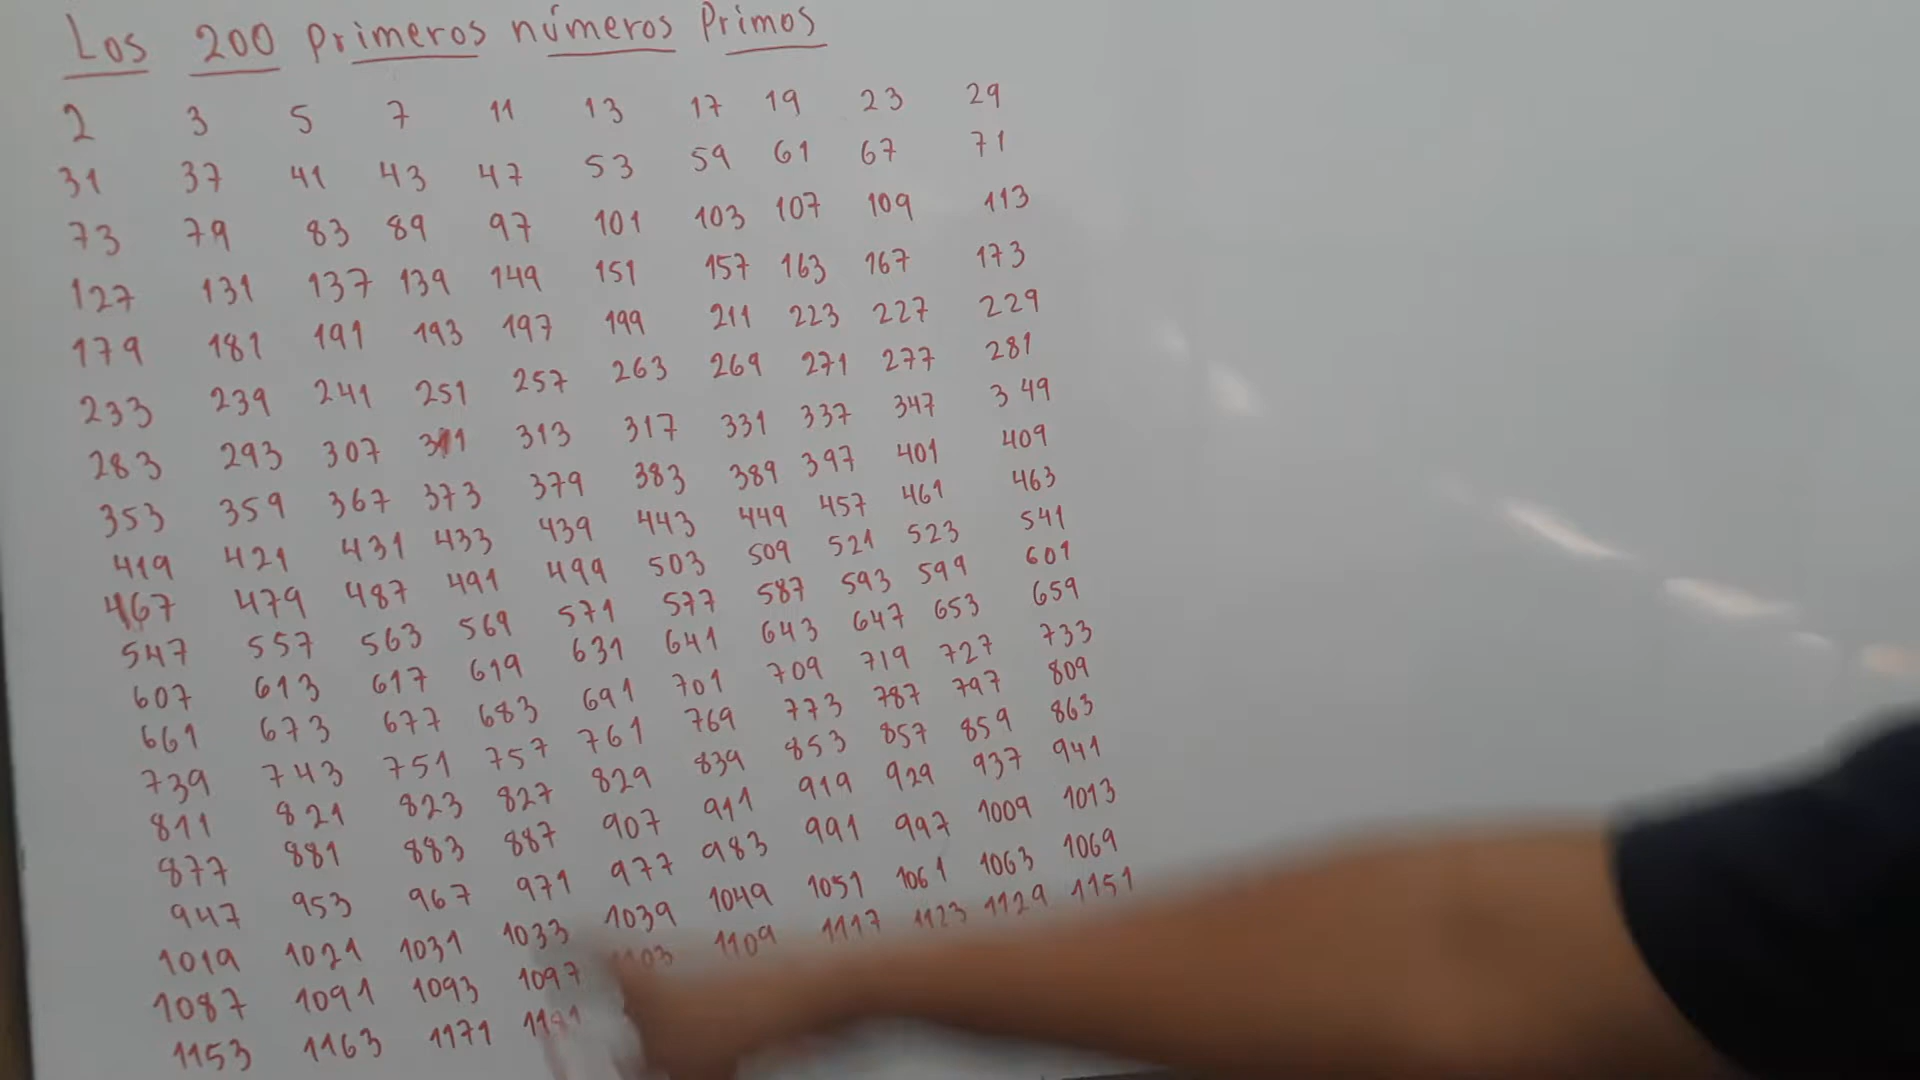 Los 200 Primeros números Primos
2 3 5 7 11 13 17 19 23 29
31 37 41 43 47 53 59 61 67 71
73 79 83 89 97 101 103 107 109 113
127 131 137 139 149 151 157 163 167 173
179 181 191 193 197 199 211 223 227 229
233 239 241 251 257 263 269 271 277 281
283 293 307 311 313 317 331 337 347 349
353 359 367 373 379 383 389 397 401 409
419 421 431 433 439 443 449 457 461 463
467 479 487 491 499 503 509 521 523 541
547 557 563 569 571 577 587 593 599 601
607 613 617 619 631 641 643 647 653 659
661 673 677 683 691 701 709 719 727 733
739 743 751 757 761 769 773 787 797 809
811 821 823 827 829 839 853 857 859 863
877 881 883 887 907 911 919 929 937 941
947 953 967 971 977 983 991 997 1009 1013
1019 1021 1031 1033 1039 1049 1051 1061 1063 1069
1087 1091 1093 1097 1109 1117 1123 1129 1151
1153 1163 1171 1181